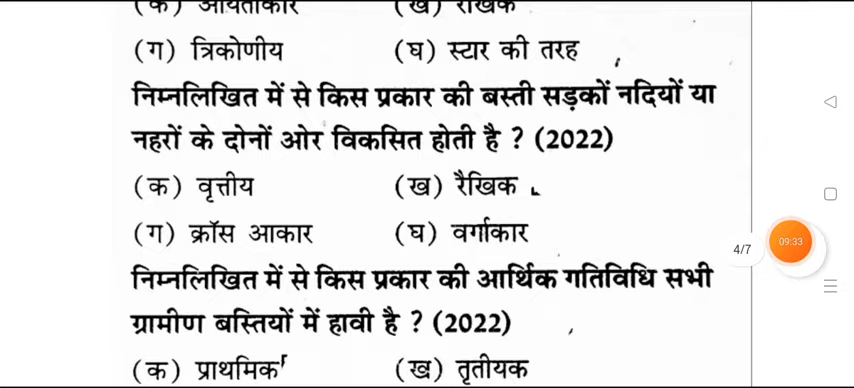 (क) आयताकार (ख) रैखिक
(ग) त्रिकोणीय (घ) स्टार की तरह
निम्नलिखित में से किस प्रकार की बस्ती सड़कों नदियों या
नहरों के दोनों ओर विकसित होती है ? (2022)
(क) वृत्तीय (ख) रैखिक
(ग) क्रॉस आकार (घ) वर्गाकार
4/7
09:33
निम्नलिखित में से किस प्रकार की आर्थिक गतिविधि सभी
ग्रामीण बस्तियों में हावी है ? (2022)
(क) प्राथमिक (ख) तृतीयक